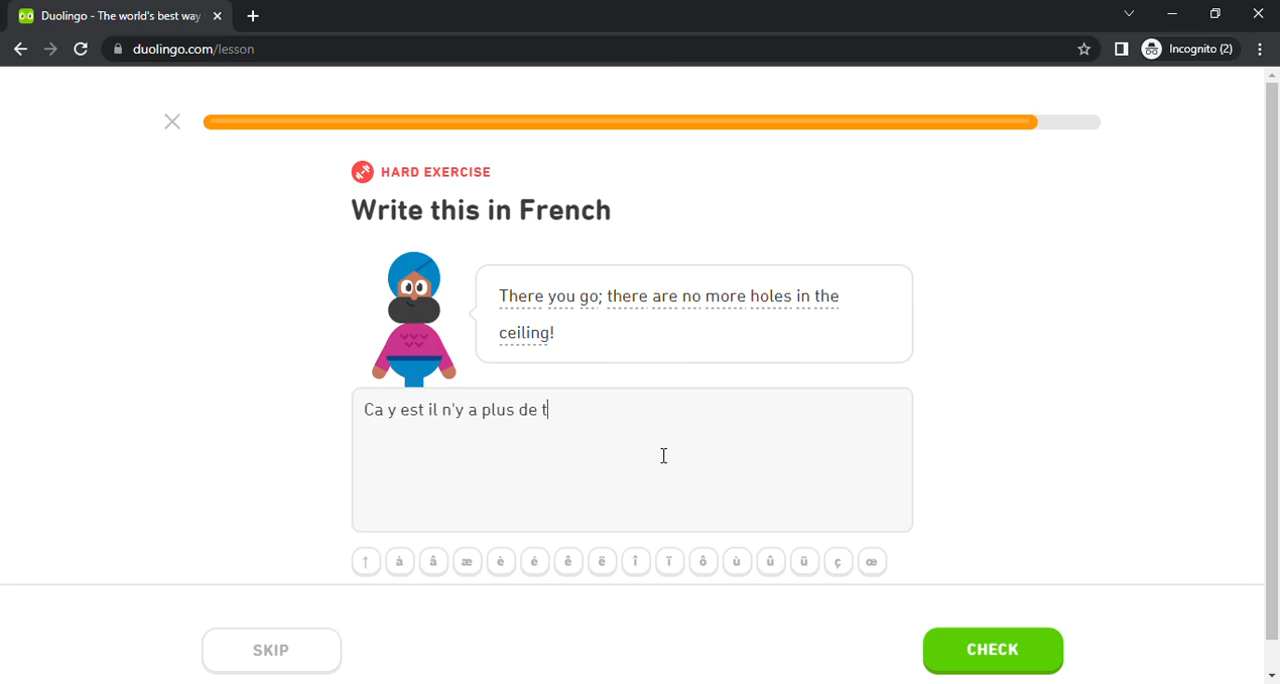 Duolingo - The world's best way
duolingo.com/lesson
Incognito (2)
HARD EXERCISE
Write this in French
There you go; there are no more holes in the
ceiling!
Ca y est il n'y a plus de t
↑ à â æ è é ê ë î ï ô ù û ü ç œ
SKIP
CHECK